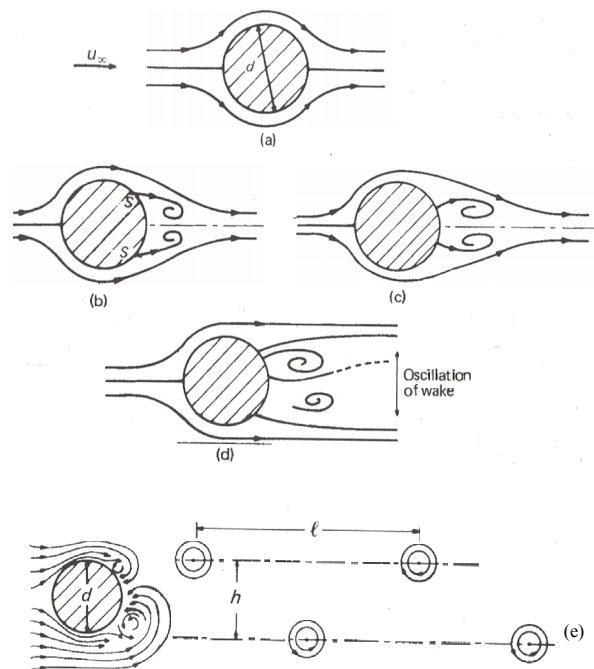 u∞
d
(a)
S
S
(b)
(c)
Oscillation
of wake
(d)
ℓ
d
h
(e)